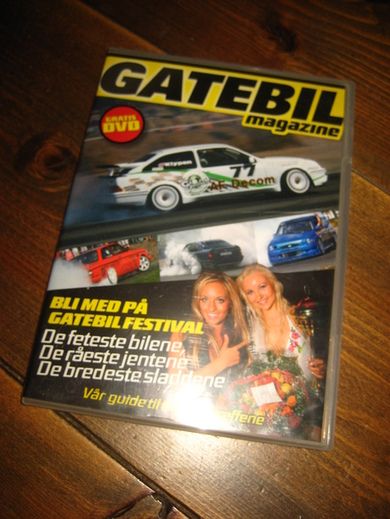 GATEBIL
magazine
GRATIS
DVD
Klypen
77
AF Decom
BLI MED PÅ
GATEBIL FESTIVAL
De feteste bilene
De råeste jentene
De bredeste sladdene
Vår guide til